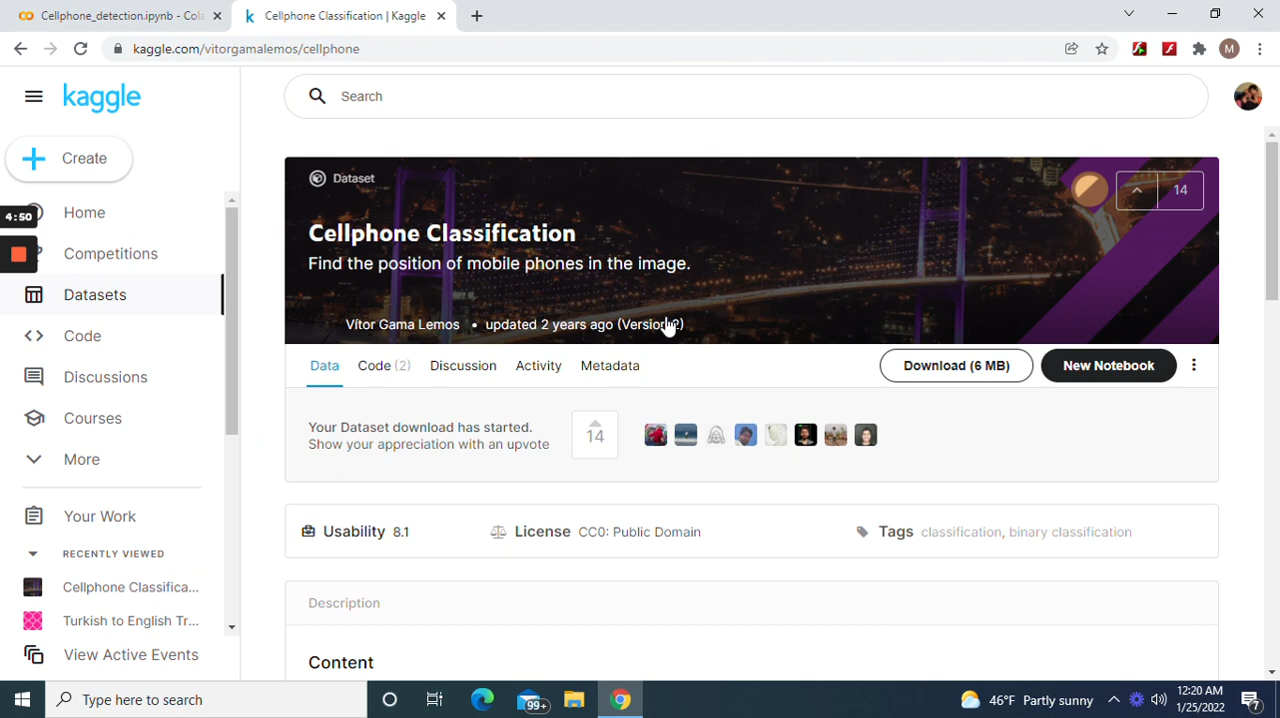 Cellphone_detection.ipynb - Cola
Cellphone Classification | Kaggle
kaggle.com/vitorgamalemos/cellphone
M
kaggle
Search
Create
4:50
Home
Competitions
Datasets
Code
Discussions
Courses
More
Your Work
RECENTLY VIEWED
Cellphone Classifica...
Turkish to English Tr...
View Active Events
Dataset
14
Cellphone Classification
Find the position of mobile phones in the image.
Vítor Gama Lemos • updated 2 years ago
Data Code (2) Discussion Activity Metadata
Download (6 MB) New Notebook
Your Dataset download has started.
Show your appreciation with an upvote
14
Usability 8.1 License CC0: Public Domain Tags classification, binary classification
Description
Content
Type here to search
99+
46°F Partly sunny
12:20 AM
1/25/2022
7